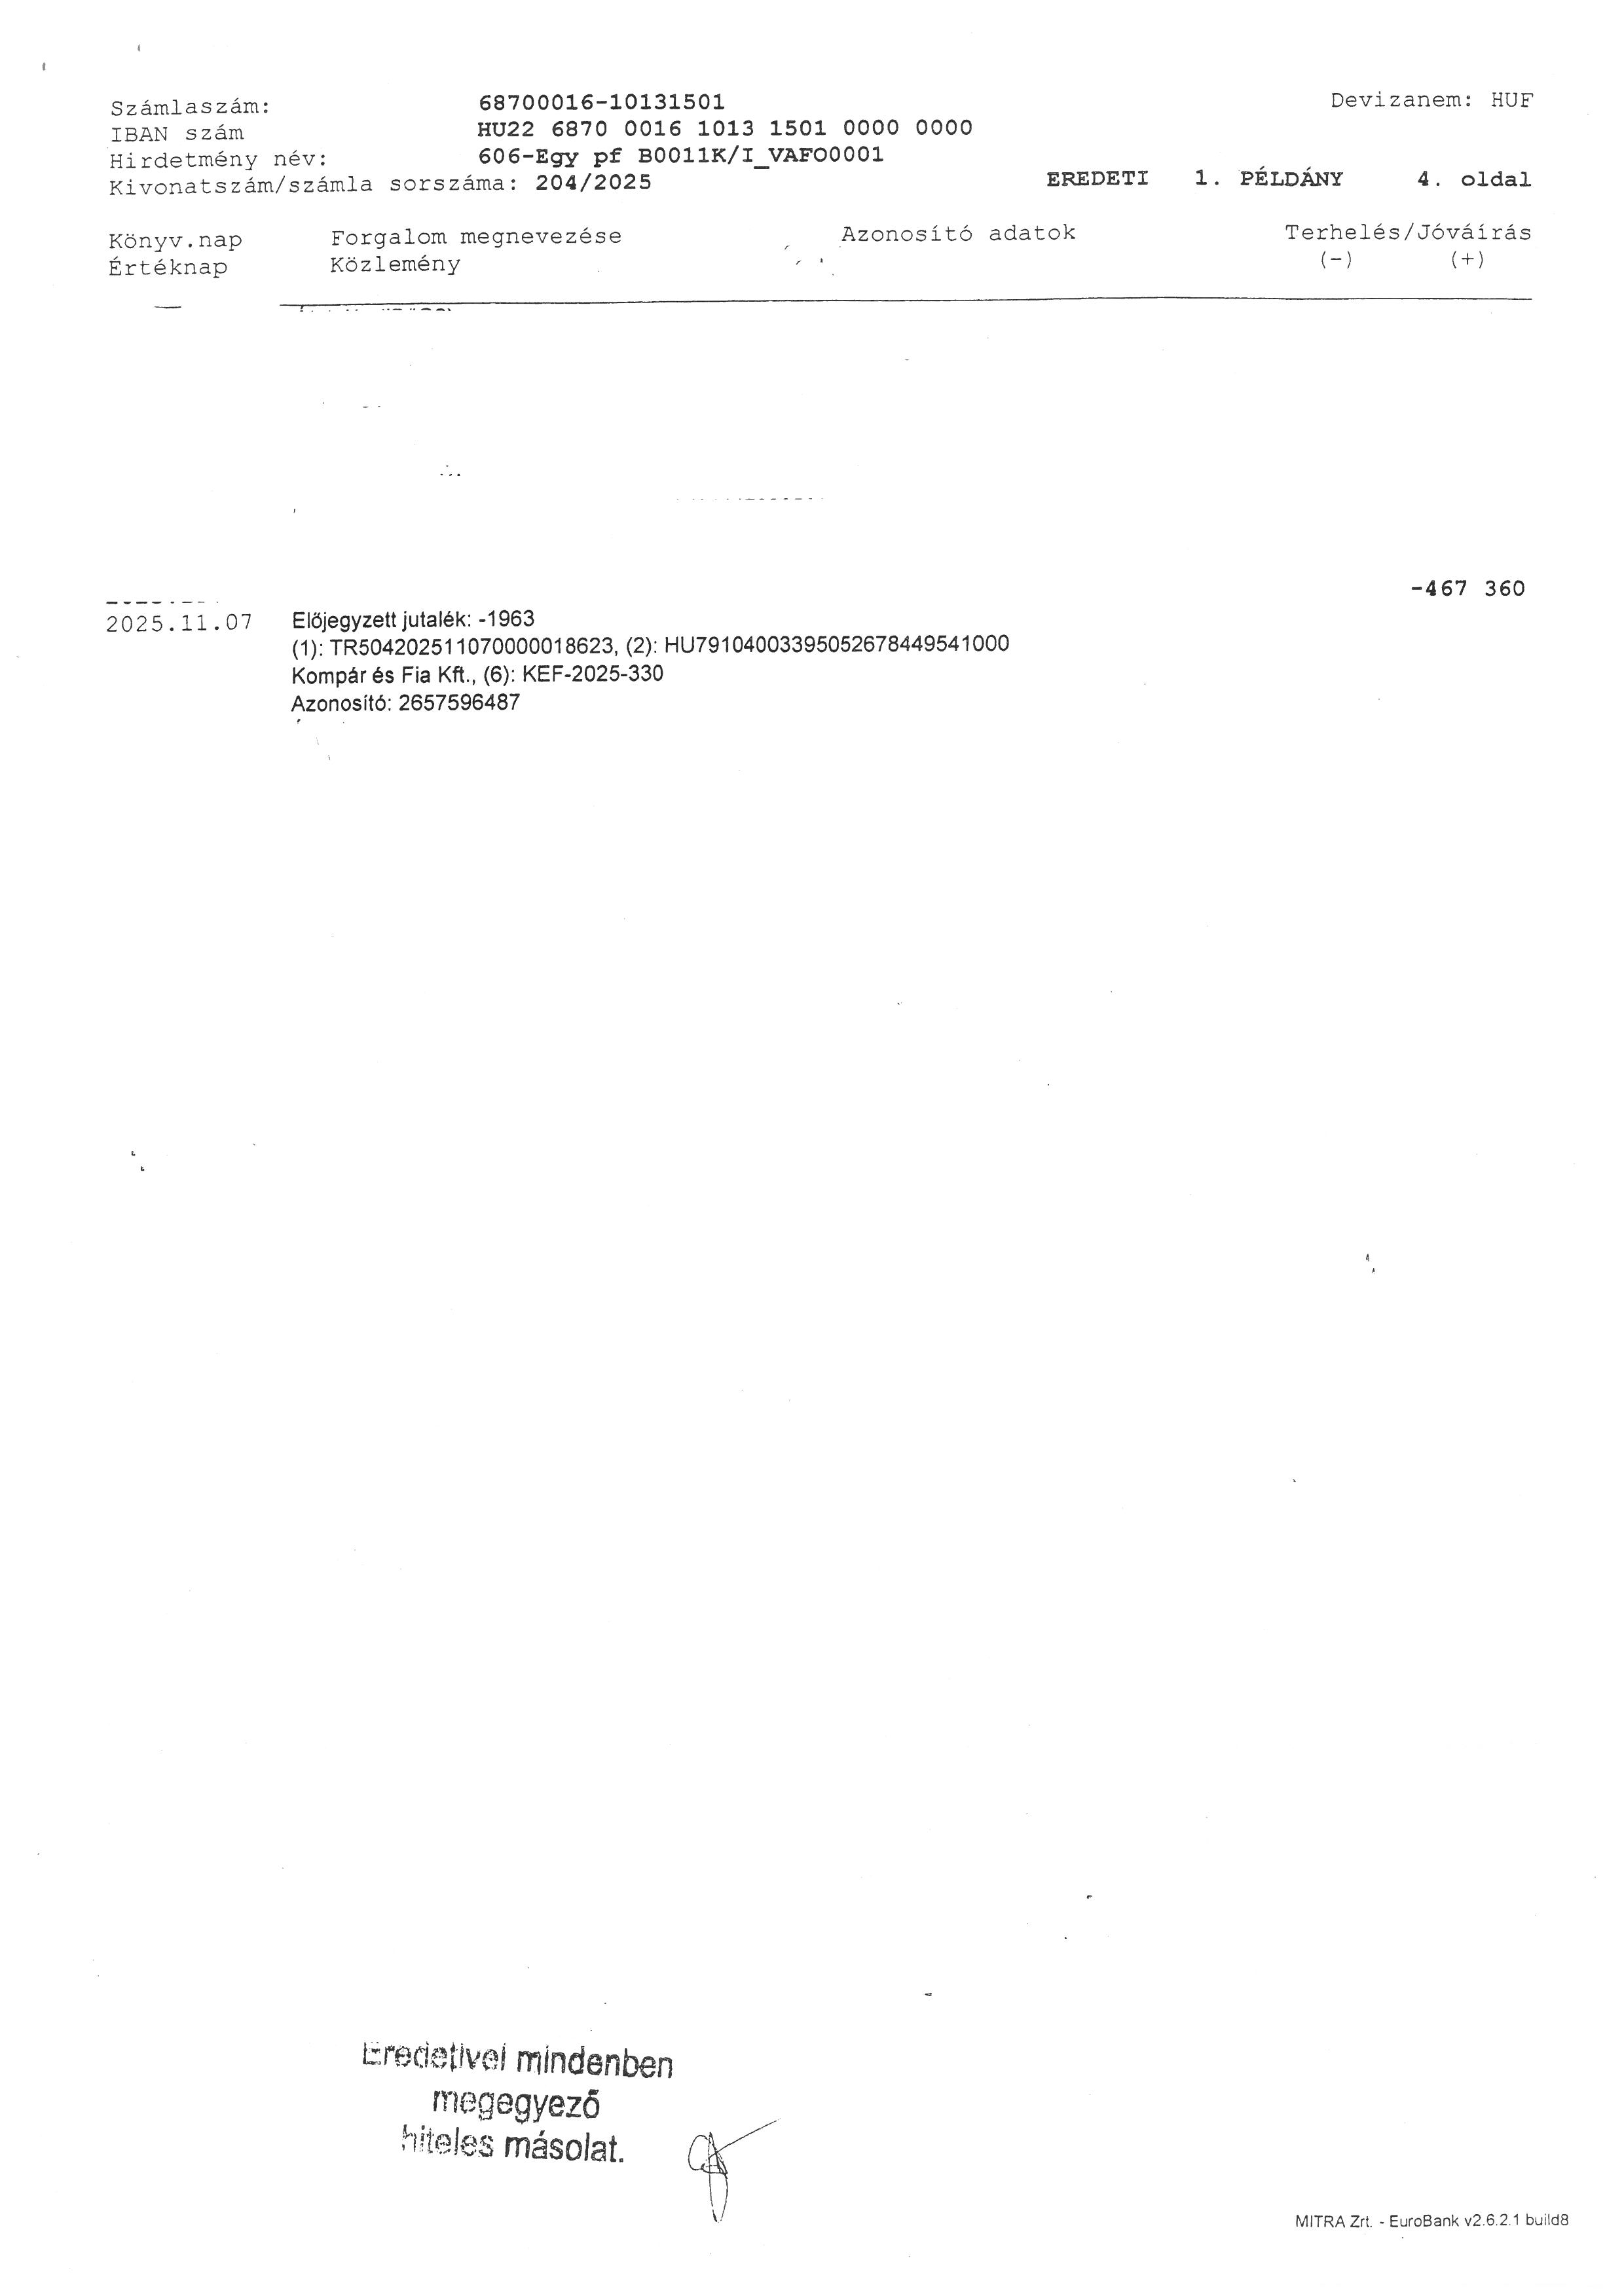 Számlaszám: 68700016-10131501 Devizanem: HUF
IBAN szám HU22 6870 0016 1013 1501 0000 0000
Hirdetmény név: 606-Egy pf B0011K/I_VAFO0001
Kivonatszám/számla sorszáma: 204/2025 EREDETI 1. PÉLDÁNY 4. oldal
Könyv.nap Forgalom megnevezése Azonosító adatok Terhelés/Jóváírás
Értéknap Közlemény (-) (+)
-467 360
2025.11.07 Előjegyzett jutalék: -1963
(1): TR504202511070000018623, (2): HU79104003395052678449541000
Kompár és Fia Kft., (6): KEF-2025-330
Azonosító: 2657596487
Eredetivel mindenben
megegyező
hiteles másolat.
MITRA Zrt. - EuroBank v2.6.2.1 build8